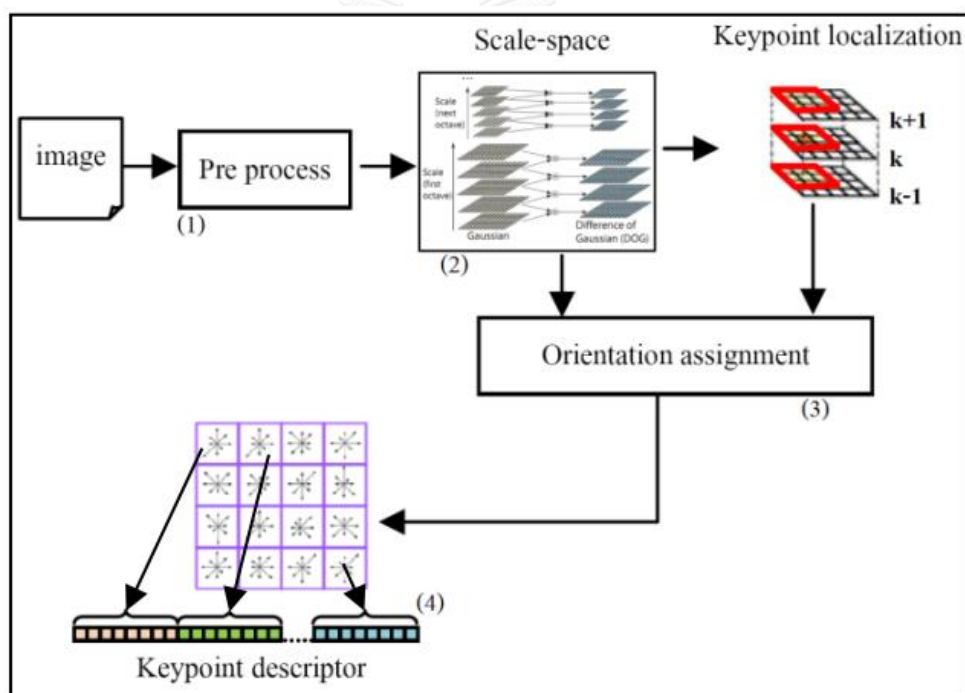 Scale-space
Keypoint localization
image
Pre process
(1)
...
Scale
(next
octave)
Scale
(first
octave)
Gaussian
Difference of
Gaussian (DOG)
(2)
k+1
k
k-1
Orientation assignment
(3)
(4)
Keypoint descriptor